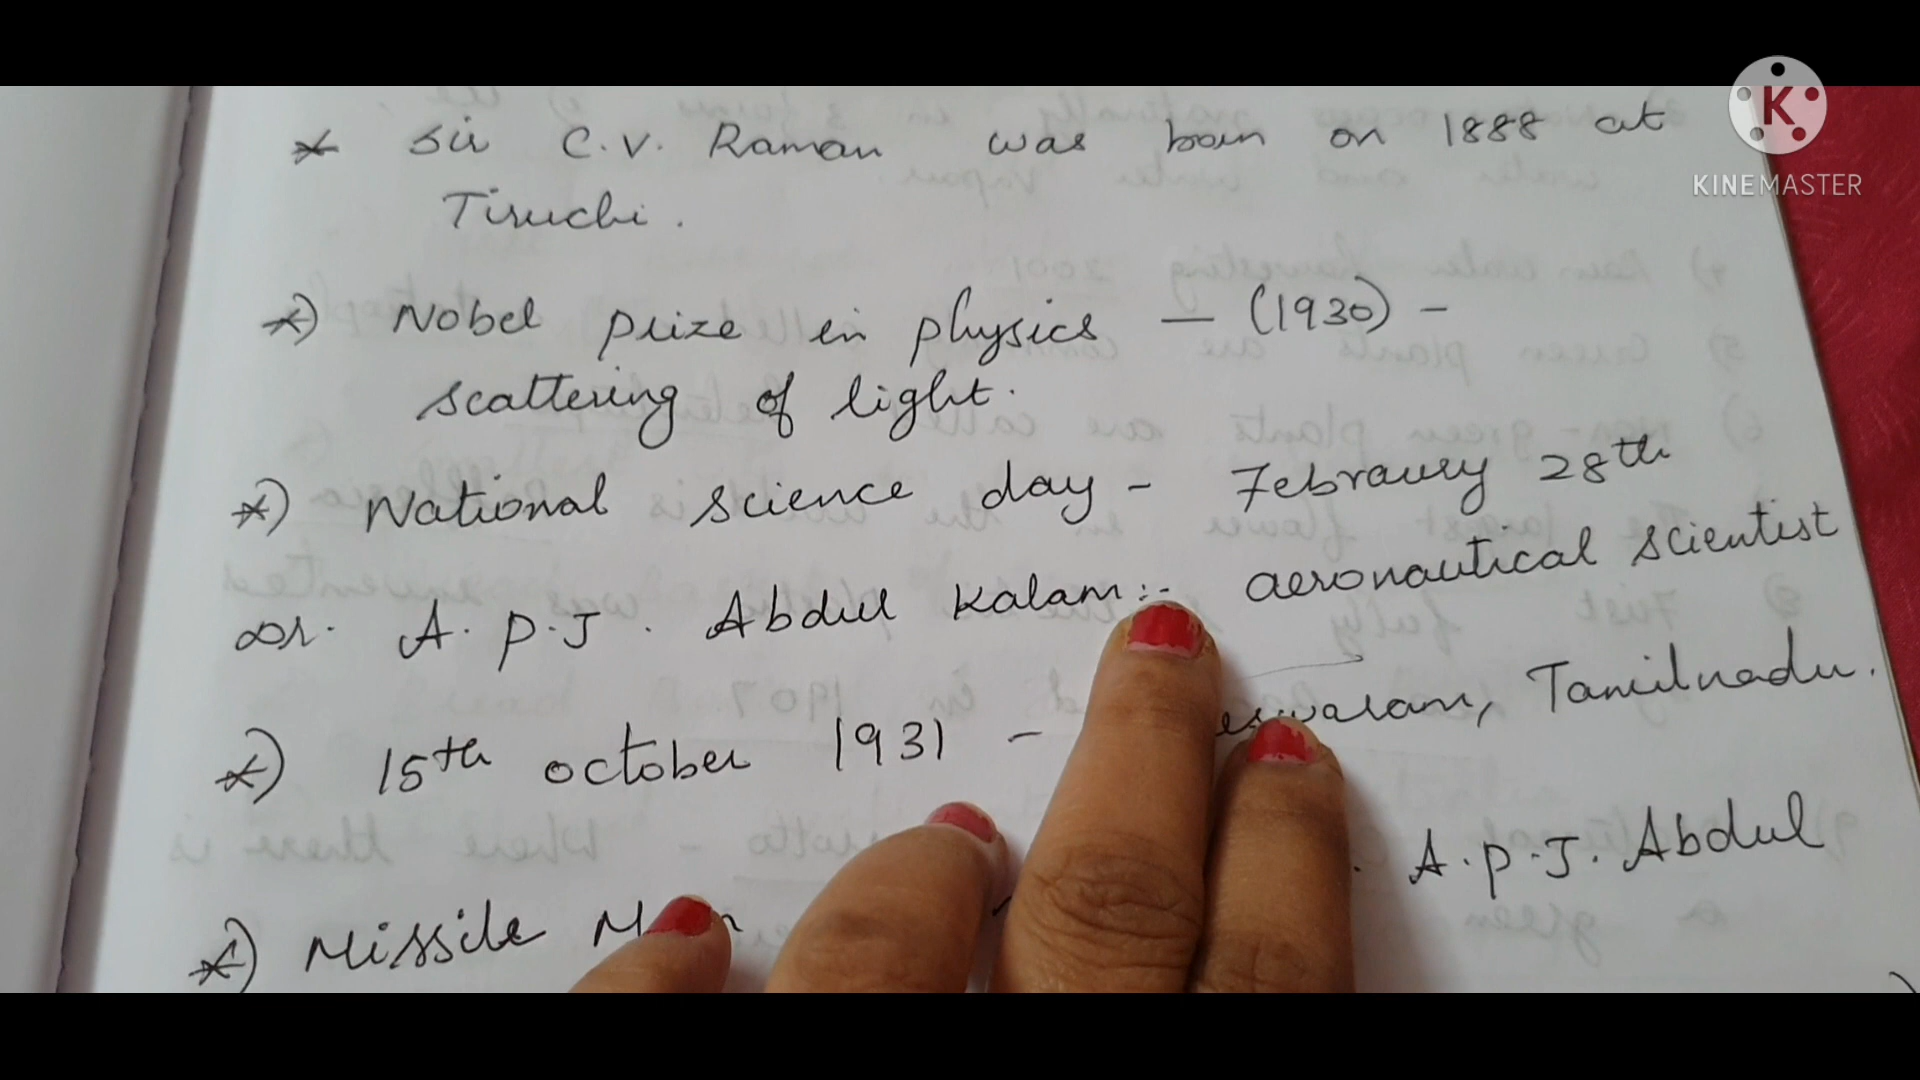 * Sir C.V. Raman was born on 1888 at
Tiruchi.
*) Nobel prize in physics — (1930) -
scattering of light.
*) National science day - Febraury 28th
Dr. A.P.J. Abdul Kalam:- aeronautical scientist
*) 15th october 1931 - Tamilnadu.
*) Missile A.P.J. Abdul
KINEMASTER